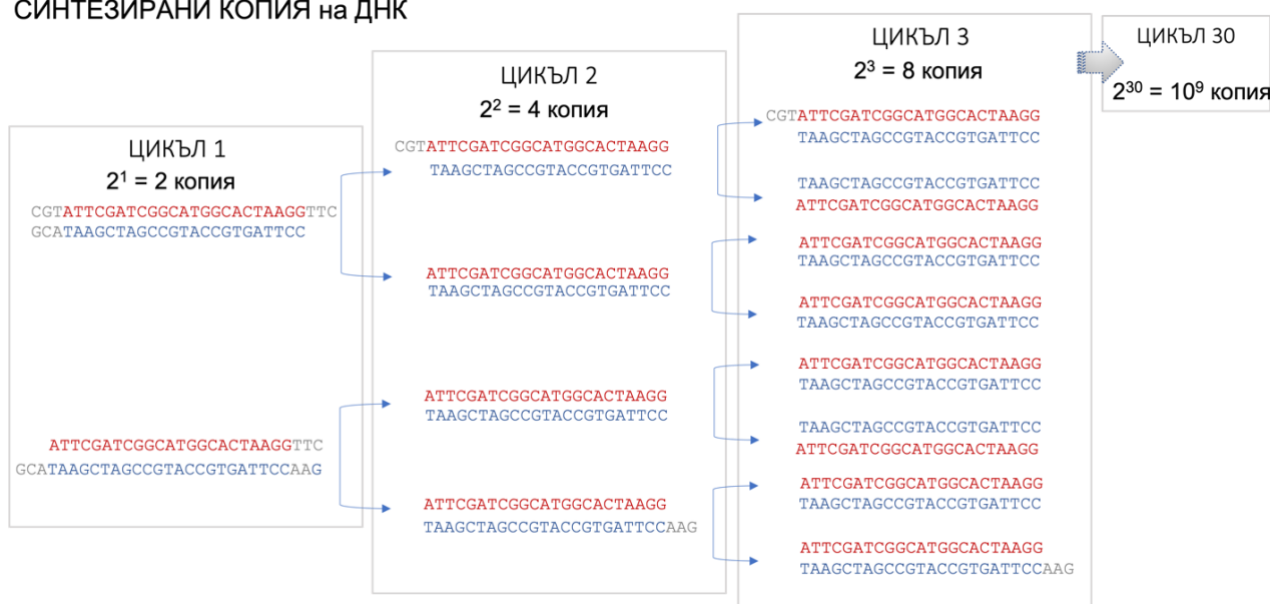 СИНТЕЗИРАНИ КОПИЯ на ДНК
ЦИКЪЛ 1
2¹ = 2 копия
CGTATTCGATCGGCATGGCACTAAGGTTC
GCATAAGCTAGCCGTACCGTGATTCC
ATTCGATCGGCATGGCACTAAGGTTC
GCATAAGCTAGCCGTACCGTGATTCCAAG
ЦИКЪЛ 2
2² = 4 копия
CGTATTCGATCGGCATGGCACTAAGG
TAAGCTAGCCGTACCGTGATTCC
ATTCGATCGGCATGGCACTAAGG
TAAGCTAGCCGTACCGTGATTCC
ATTCGATCGGCATGGCACTAAGG
TAAGCTAGCCGTACCGTGATTCC
ATTCGATCGGCATGGCACTAAGG
TAAGCTAGCCGTACCGTGATTCCAAG
ЦИКЪЛ 3
2³ = 8 копия
CGTATTCGATCGGCATGGCACTAAGG
TAAGCTAGCCGTACCGTGATTCC
TAAGCTAGCCGTACCGTGATTCC
ATTCGATCGGCATGGCACTAAGG
ATTCGATCGGCATGGCACTAAGG
TAAGCTAGCCGTACCGTGATTCC
ATTCGATCGGCATGGCACTAAGG
TAAGCTAGCCGTACCGTGATTCC
ATTCGATCGGCATGGCACTAAGG
TAAGCTAGCCGTACCGTGATTCC
TAAGCTAGCCGTACCGTGATTCC
ATTCGATCGGCATGGCACTAAGG
ATTCGATCGGCATGGCACTAAGG
TAAGCTAGCCGTACCGTGATTCC
ATTCGATCGGCATGGCACTAAGG
TAAGCTAGCCGTACCGTGATTCCAAG
ЦИКЪЛ 30
2³⁰ = 10⁹ копия